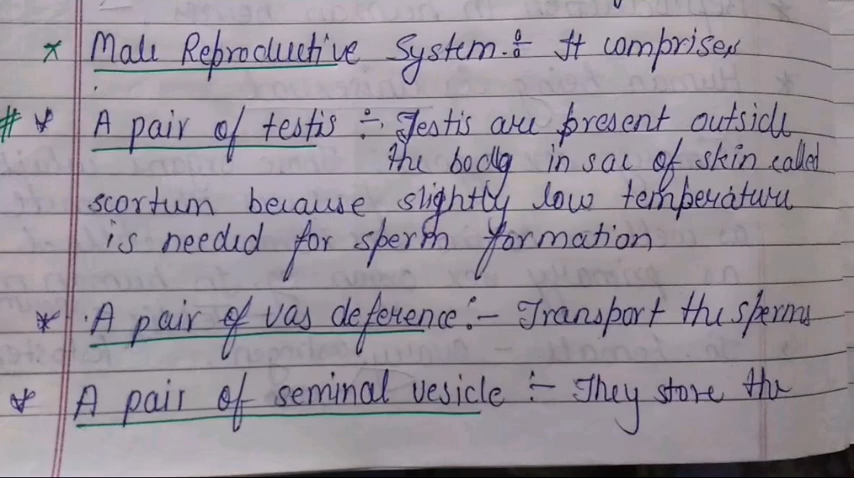 * Male Reproductive System :- It comprises
# * A pair of testis :- Testis are present outside
the body in sac of skin called
scortum because slightly low temperature
is needed for sperm formation
* A pair of vas deference :- Transport the sperms
* A pair of seminal vesicle :- They store the